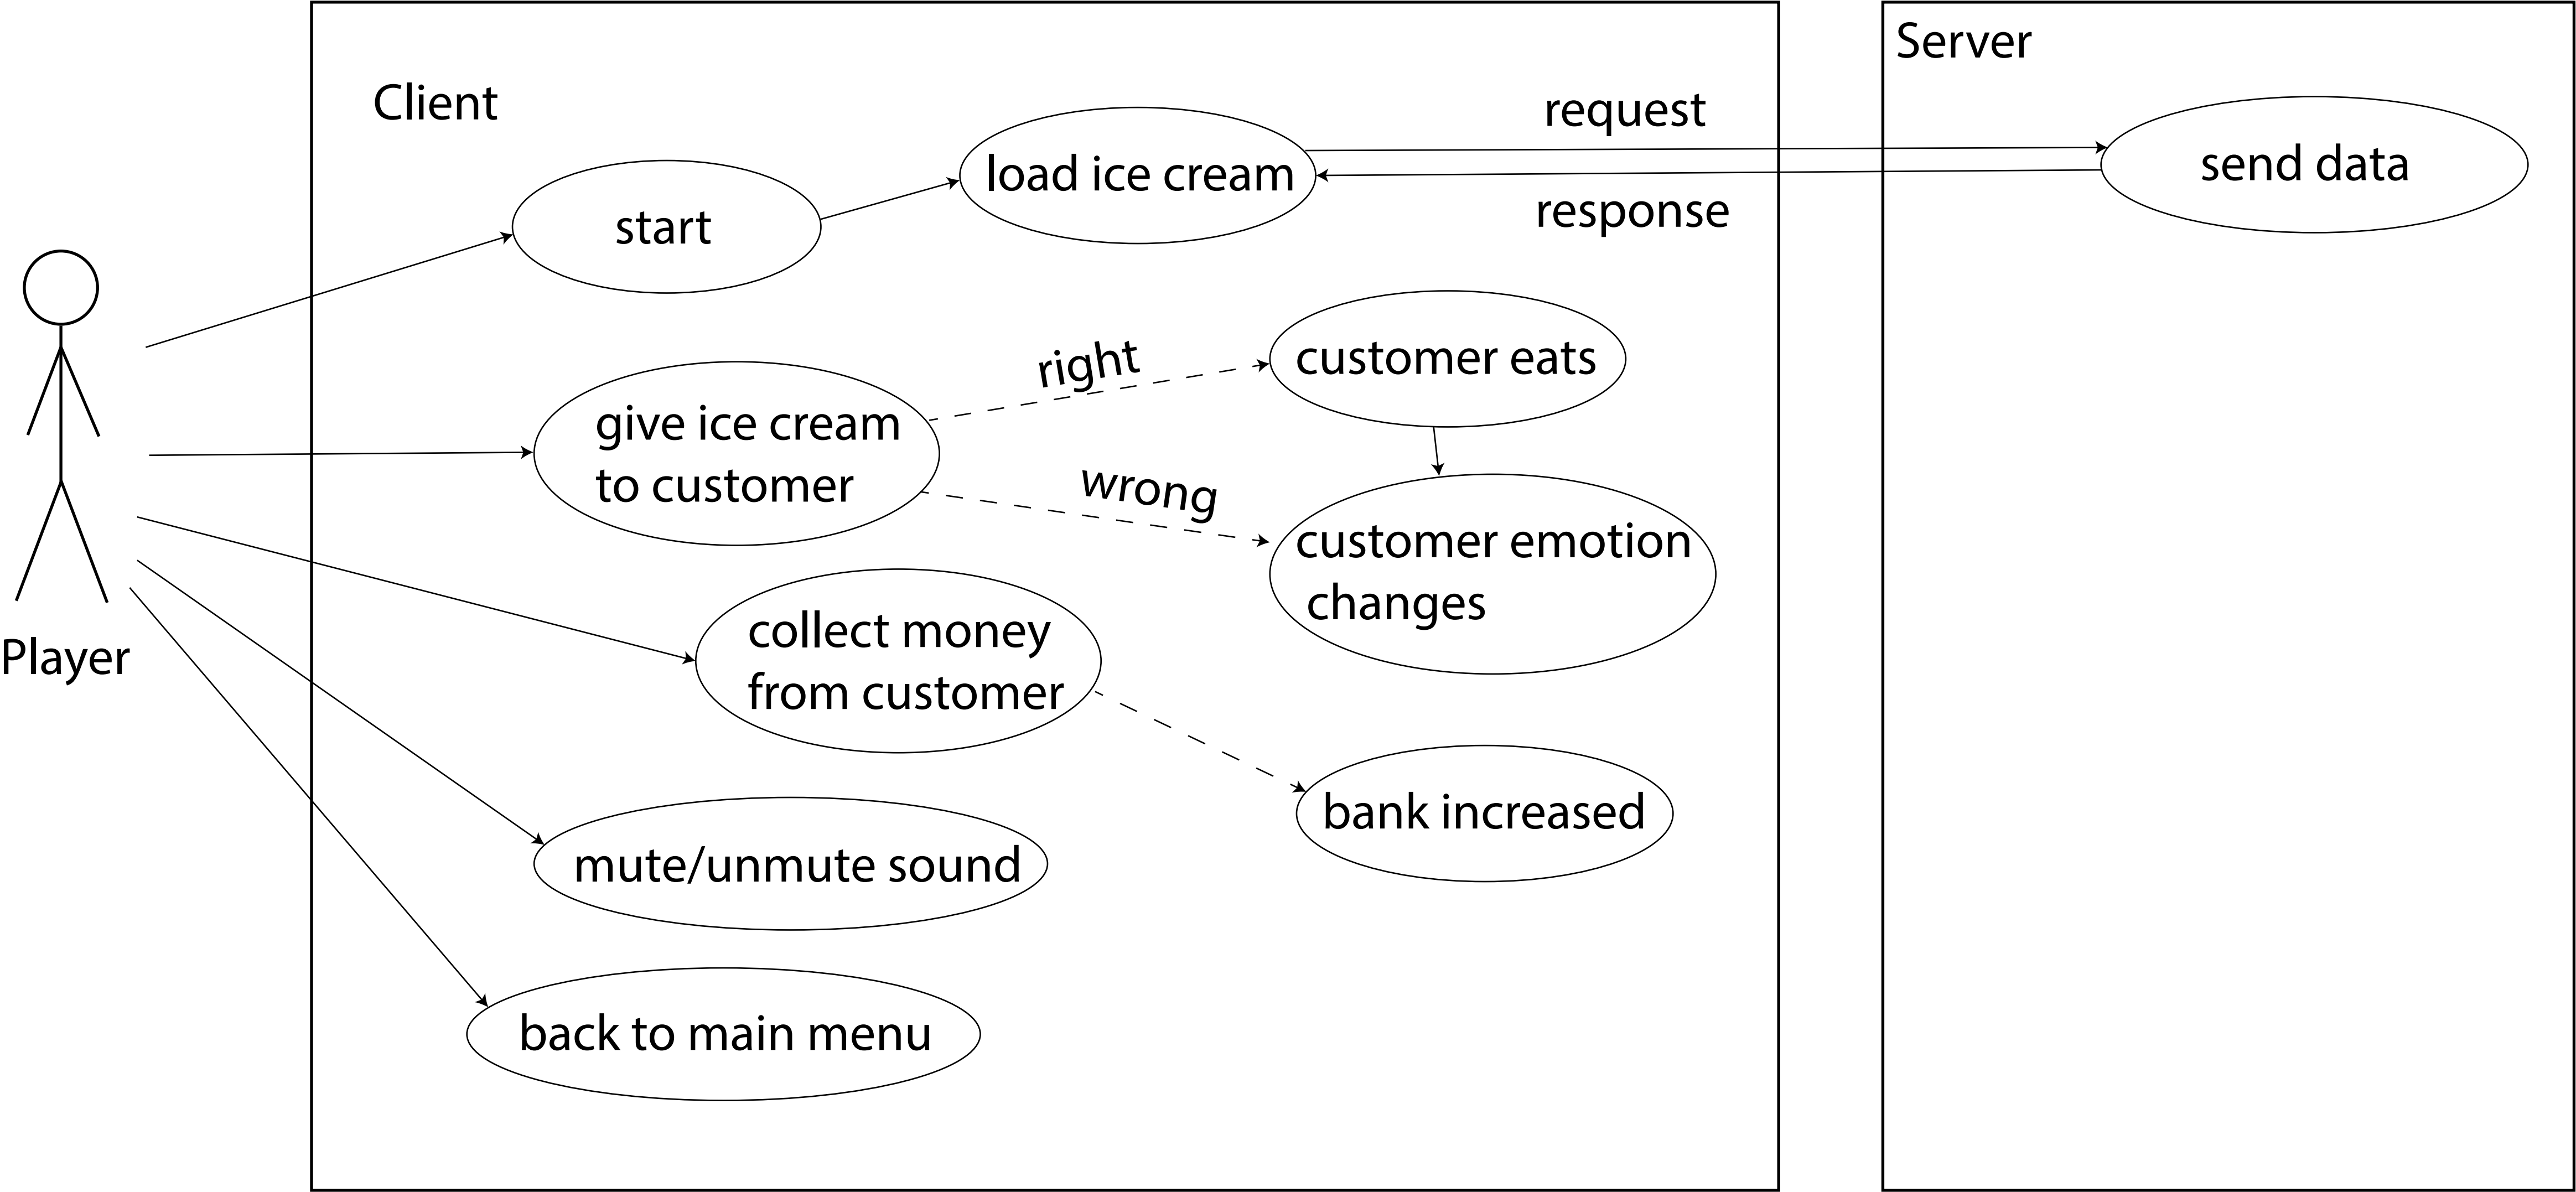 Client
Server
request
load ice cream
send data
response
start
right
customer eats
give ice cream
to customer
wrong
customer emotion
changes
collect money
from customer
Player
bank increased
mute/unmute sound
back to main menu